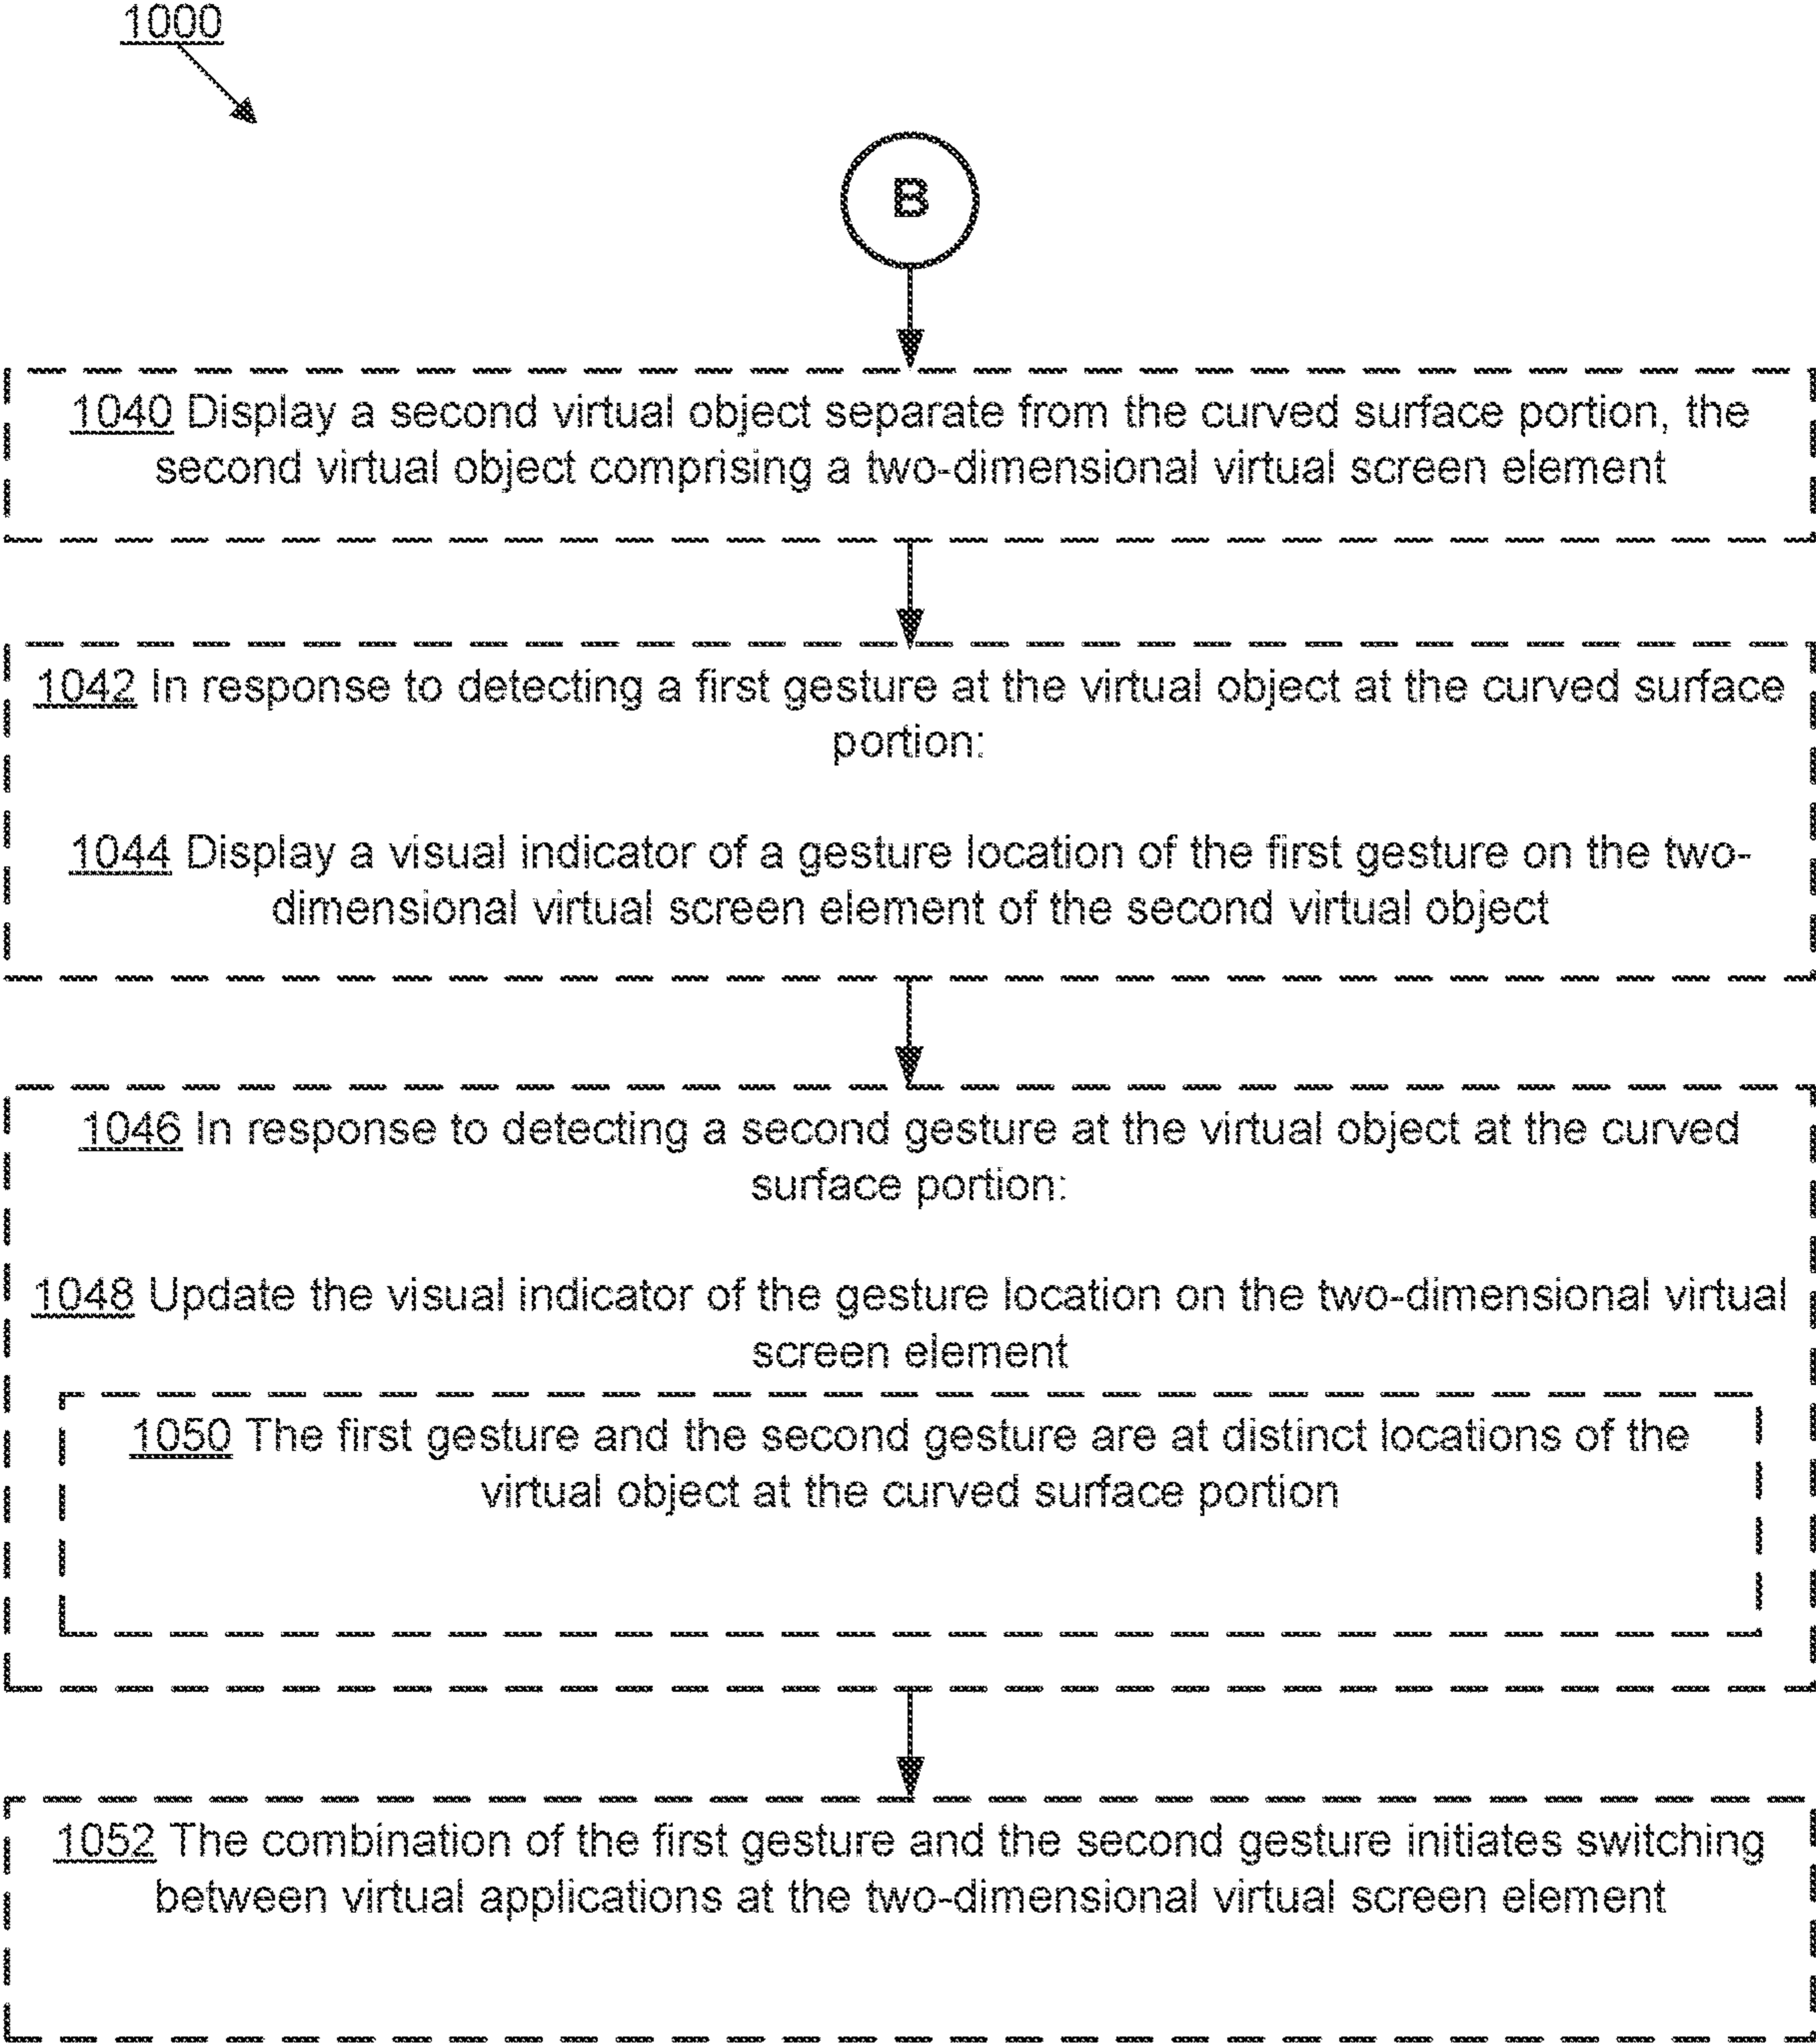 1000
B
1040 Display a second virtual object separate from the curved surface portion, the
second virtual object comprising a two-dimensional virtual screen element
1042 In response to detecting a first gesture at the virtual object at the curved surface
portion:
1044 Display a visual indicator of a gesture location of the first gesture on the two-
dimensional virtual screen element of the second virtual object
1046 In response to detecting a second gesture at the virtual object at the curved
surface portion:
1048 Update the visual indicator of the gesture location on the two-dimensional virtual
screen element
1050 The first gesture and the second gesture are at distinct locations of the
virtual object at the curved surface portion
1052 The combination of the first gesture and the second gesture initiates switching
between virtual applications at the two-dimensional virtual screen element